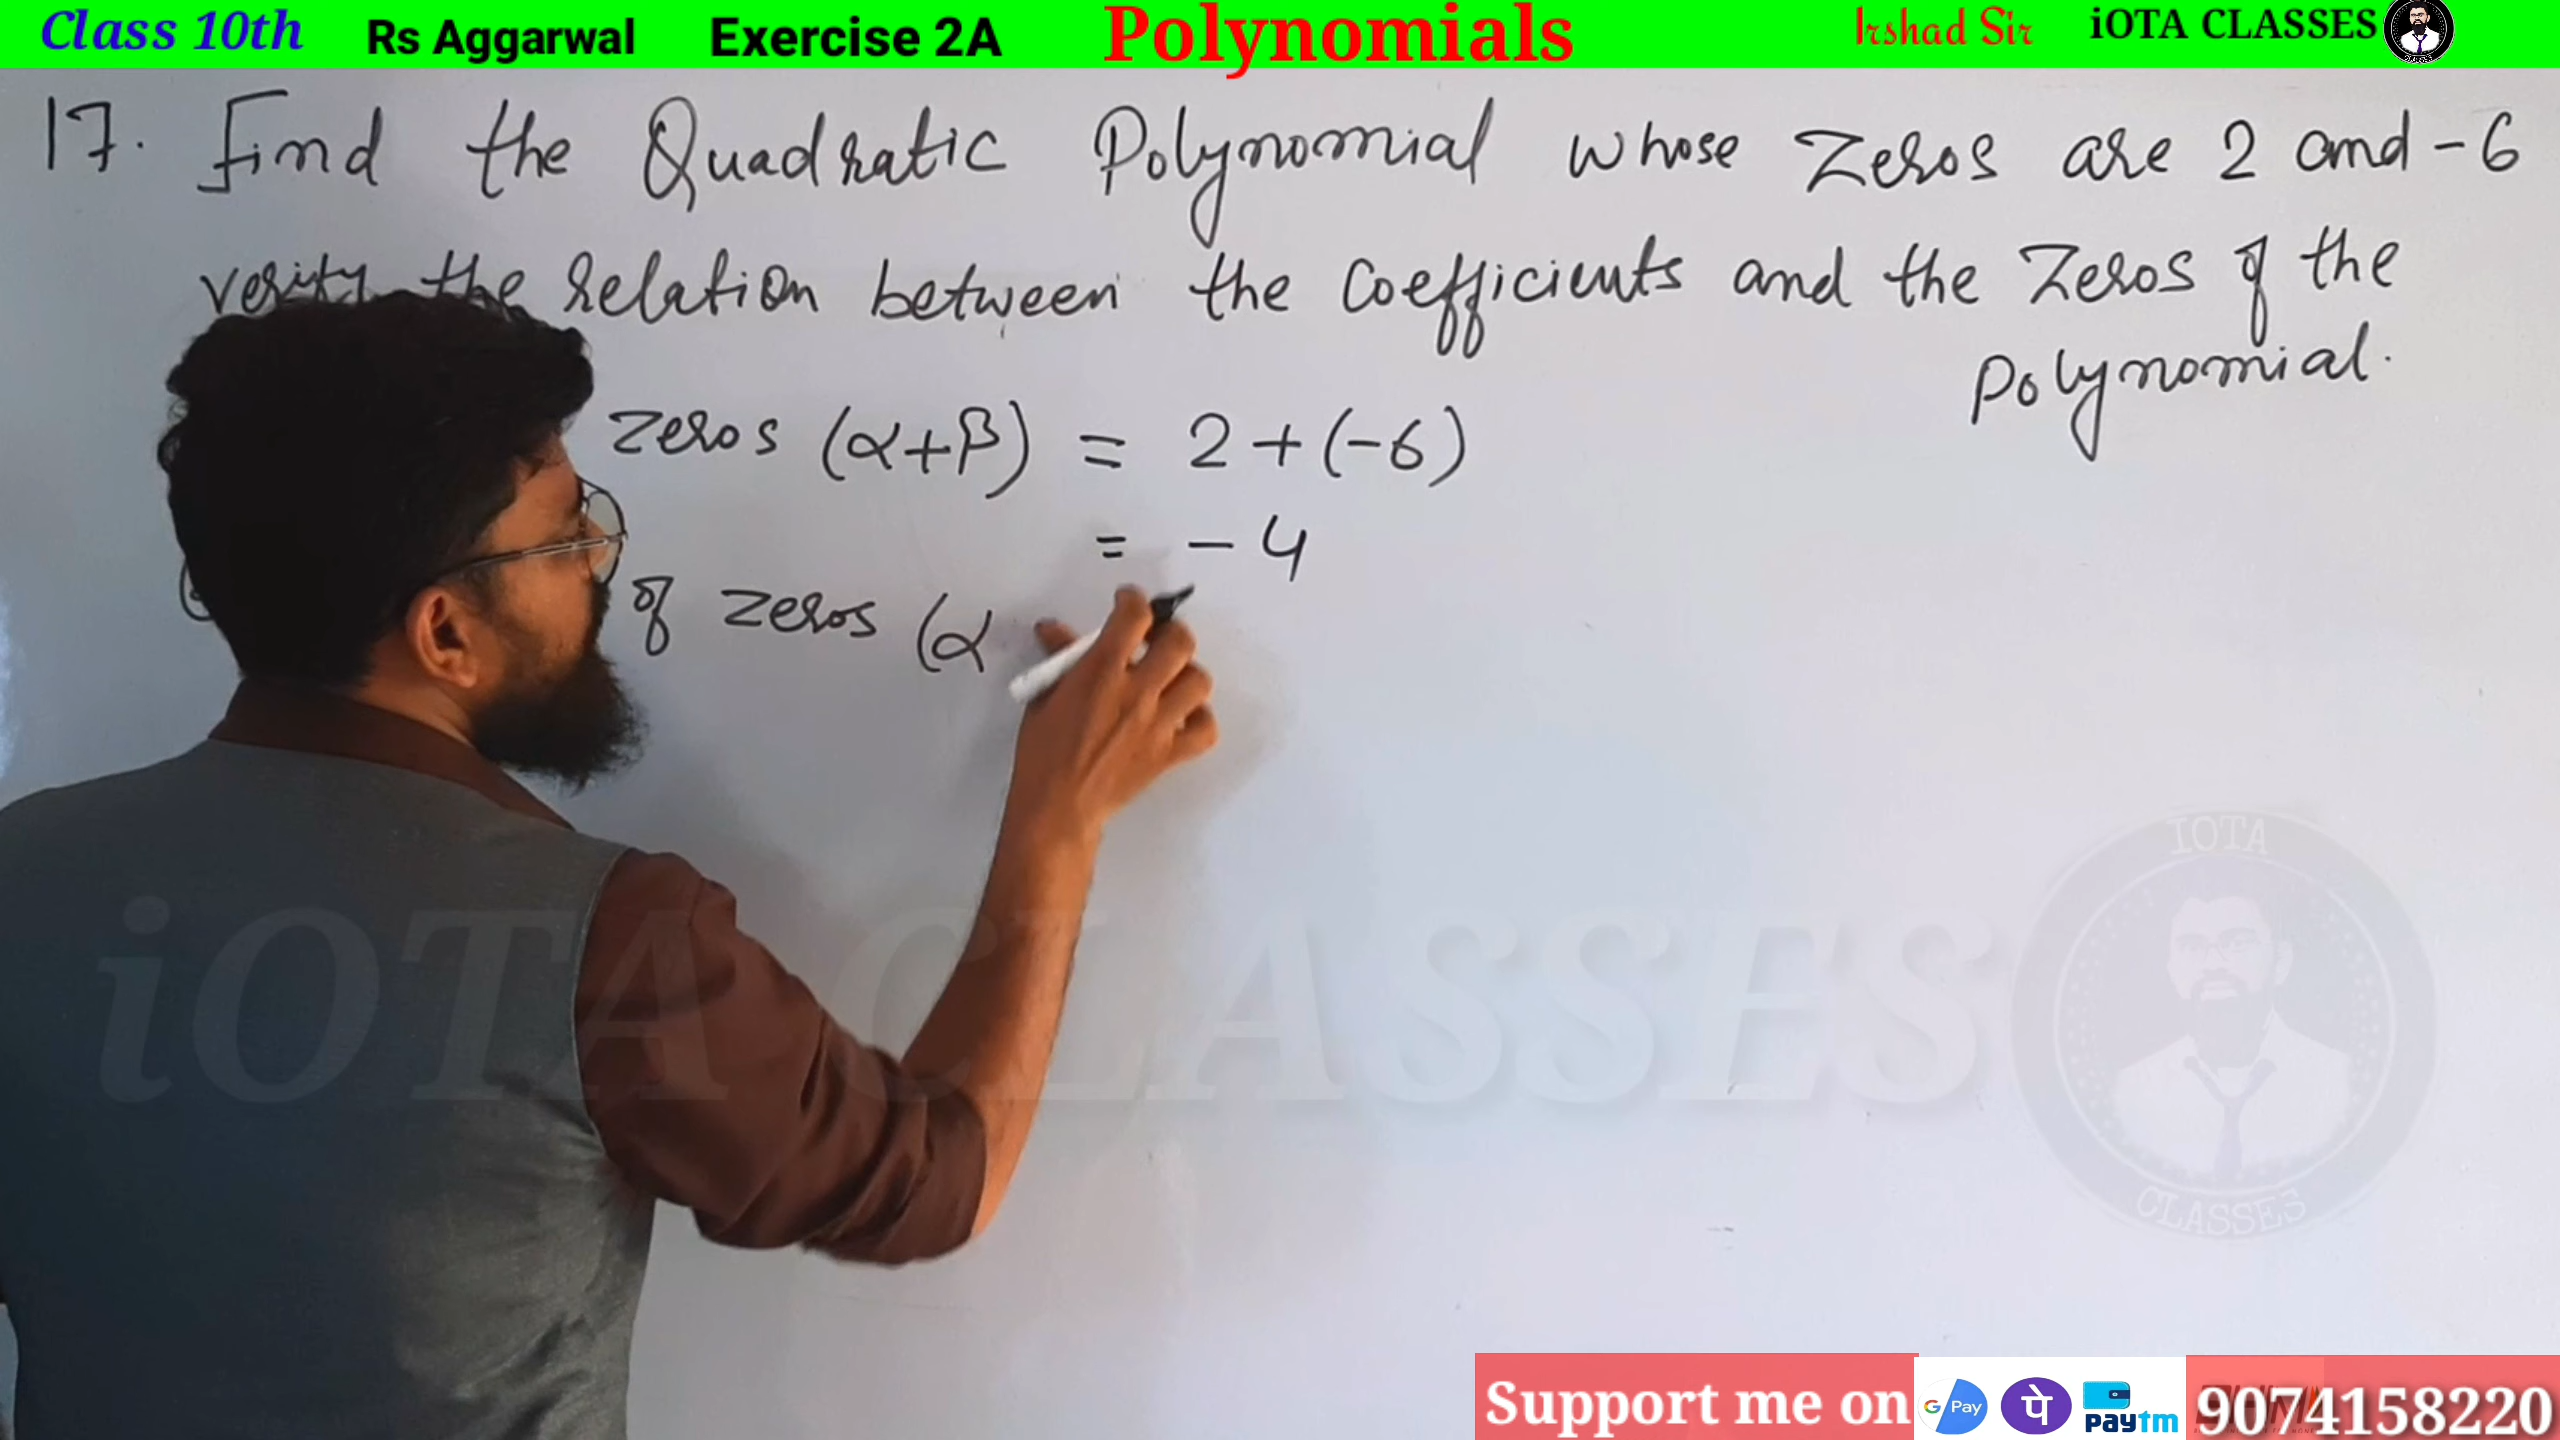 Class 10th Rs Aggarwal Exercise 2A Polynomials Irshad Sir iOTA CLASSES
17. Find the Quadratic Polynomial whose Zeros are 2 and -6
verify the relation between the coefficients and the Zeros of the
Polynomial.
zeros (α+β) = 2+(-6)
= -4
of zeros (α
iOTA CLASSES
IOTA
CLASSES
Support me on G Pay पे paytm 9074158220